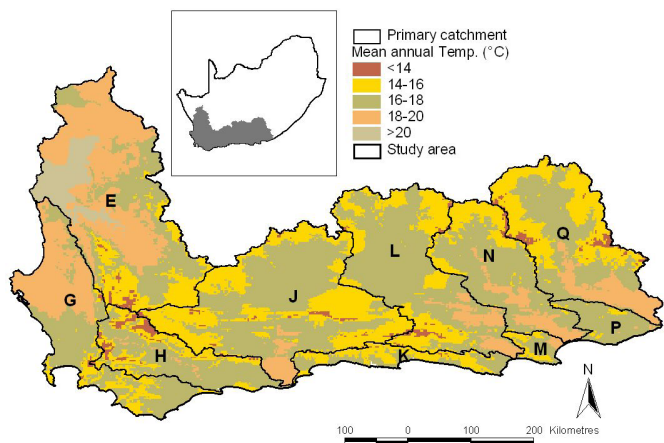 Primary catchment
Mean annual Temp. (°C)
<14
14-16
16-18
18-20
>20
Study area
E
Q
L
N
G
J
P
H
K
M
N
100 0 100 200 Kilometres